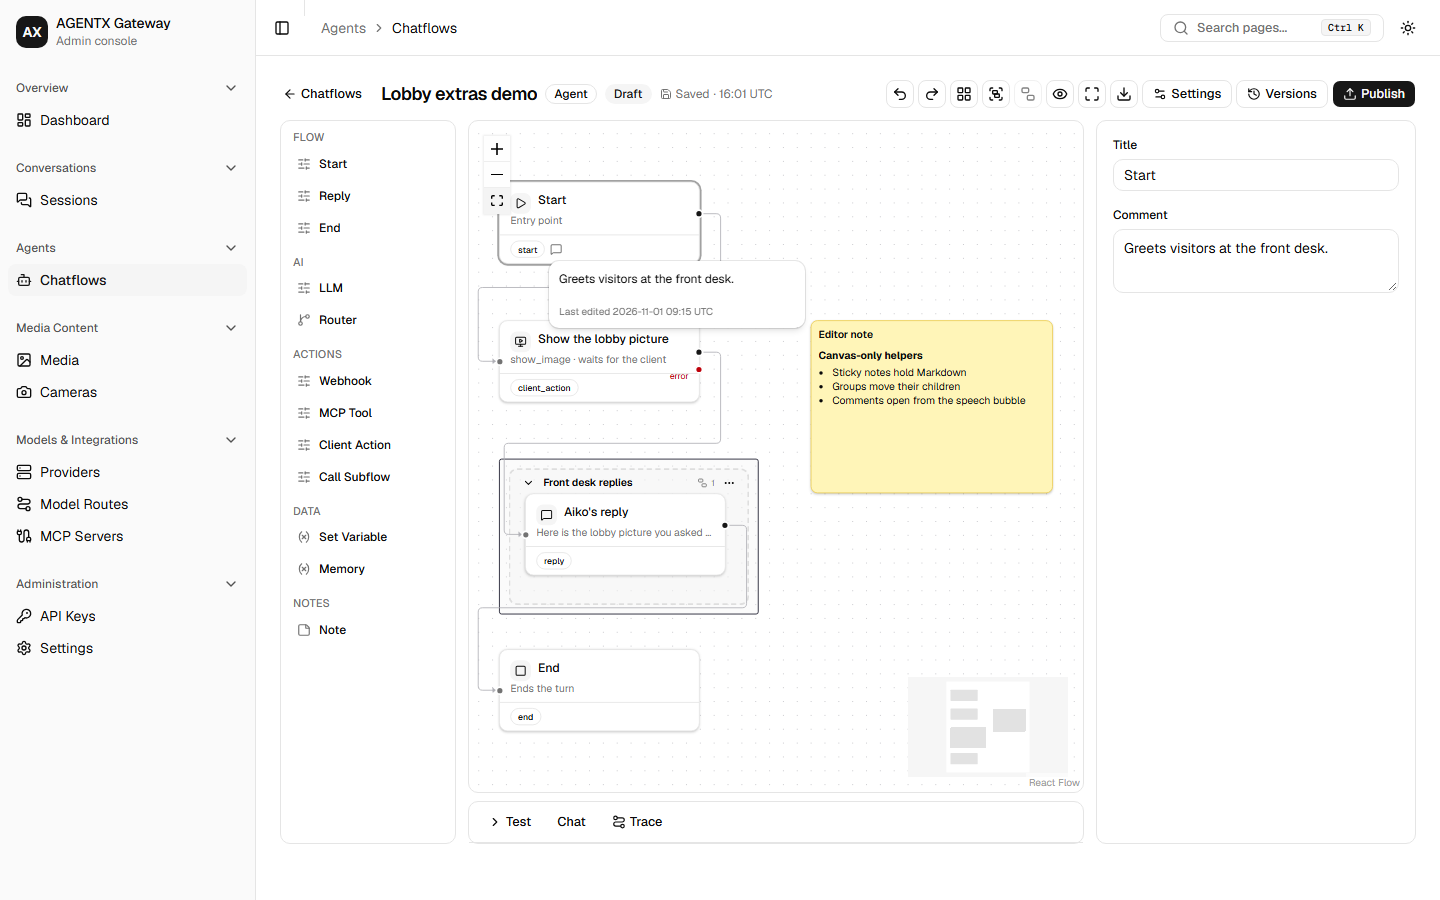 AX
AGENTX Gateway
Admin console
Overview
Dashboard
Conversations
Sessions
Agents
Chatflows
Media Content
Media
Cameras
Models & Integrations
Providers
Model Routes
MCP Servers
Administration
API Keys
Settings
Agents
Chatflows
Search pages...
Ctrl K
Chatflows
Lobby extras demo
Agent
Draft
Saved · 16:01 UTC
Settings
Versions
Publish
FLOW
Start
Reply
End
AI
LLM
Router
ACTIONS
Webhook
MCP Tool
Client Action
Call Subflow
DATA
Set Variable
Memory
NOTES
Note
Start
Entry point
start
Greets visitors at the front desk.
Last edited 2026-11-01 09:15 UTC
Show the lobby picture
show_image · waits for the client
error
client_action
Editor note
Canvas-only helpers
• Sticky notes hold Markdown
• Groups move their children
• Comments open from the speech bubble
Front desk replies
1
Aiko's reply
Here is the lobby picture you asked ...
reply
End
Ends the turn
end
React Flow
Test
Chat
Trace
Title
Start
Comment
Greets visitors at the front desk.